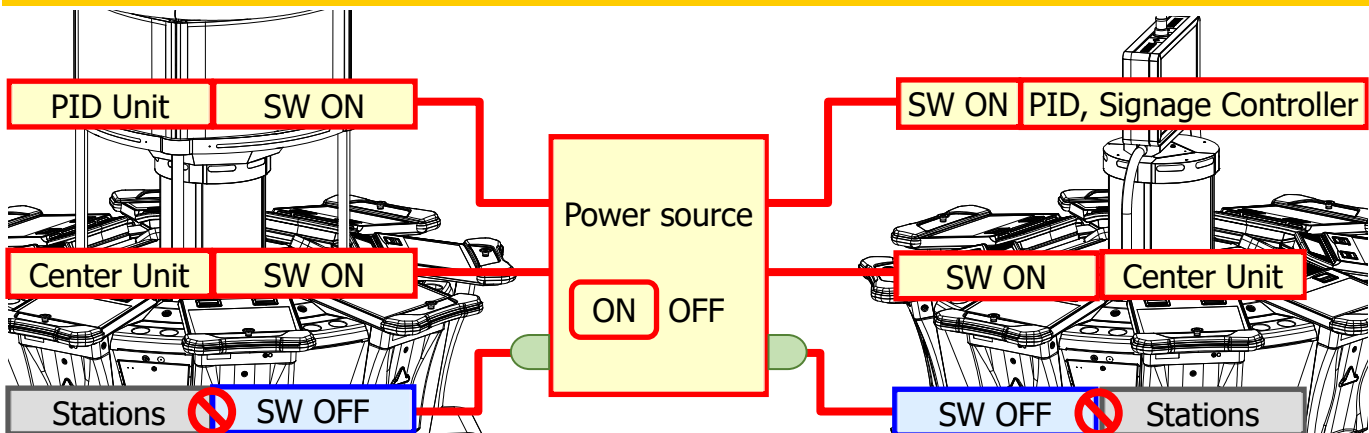 PID Unit SW ON
SW ON PID, Signage Controller
Power source
Center Unit SW ON
SW ON Center Unit
ON OFF
Stations SW OFF
SW OFF Stations